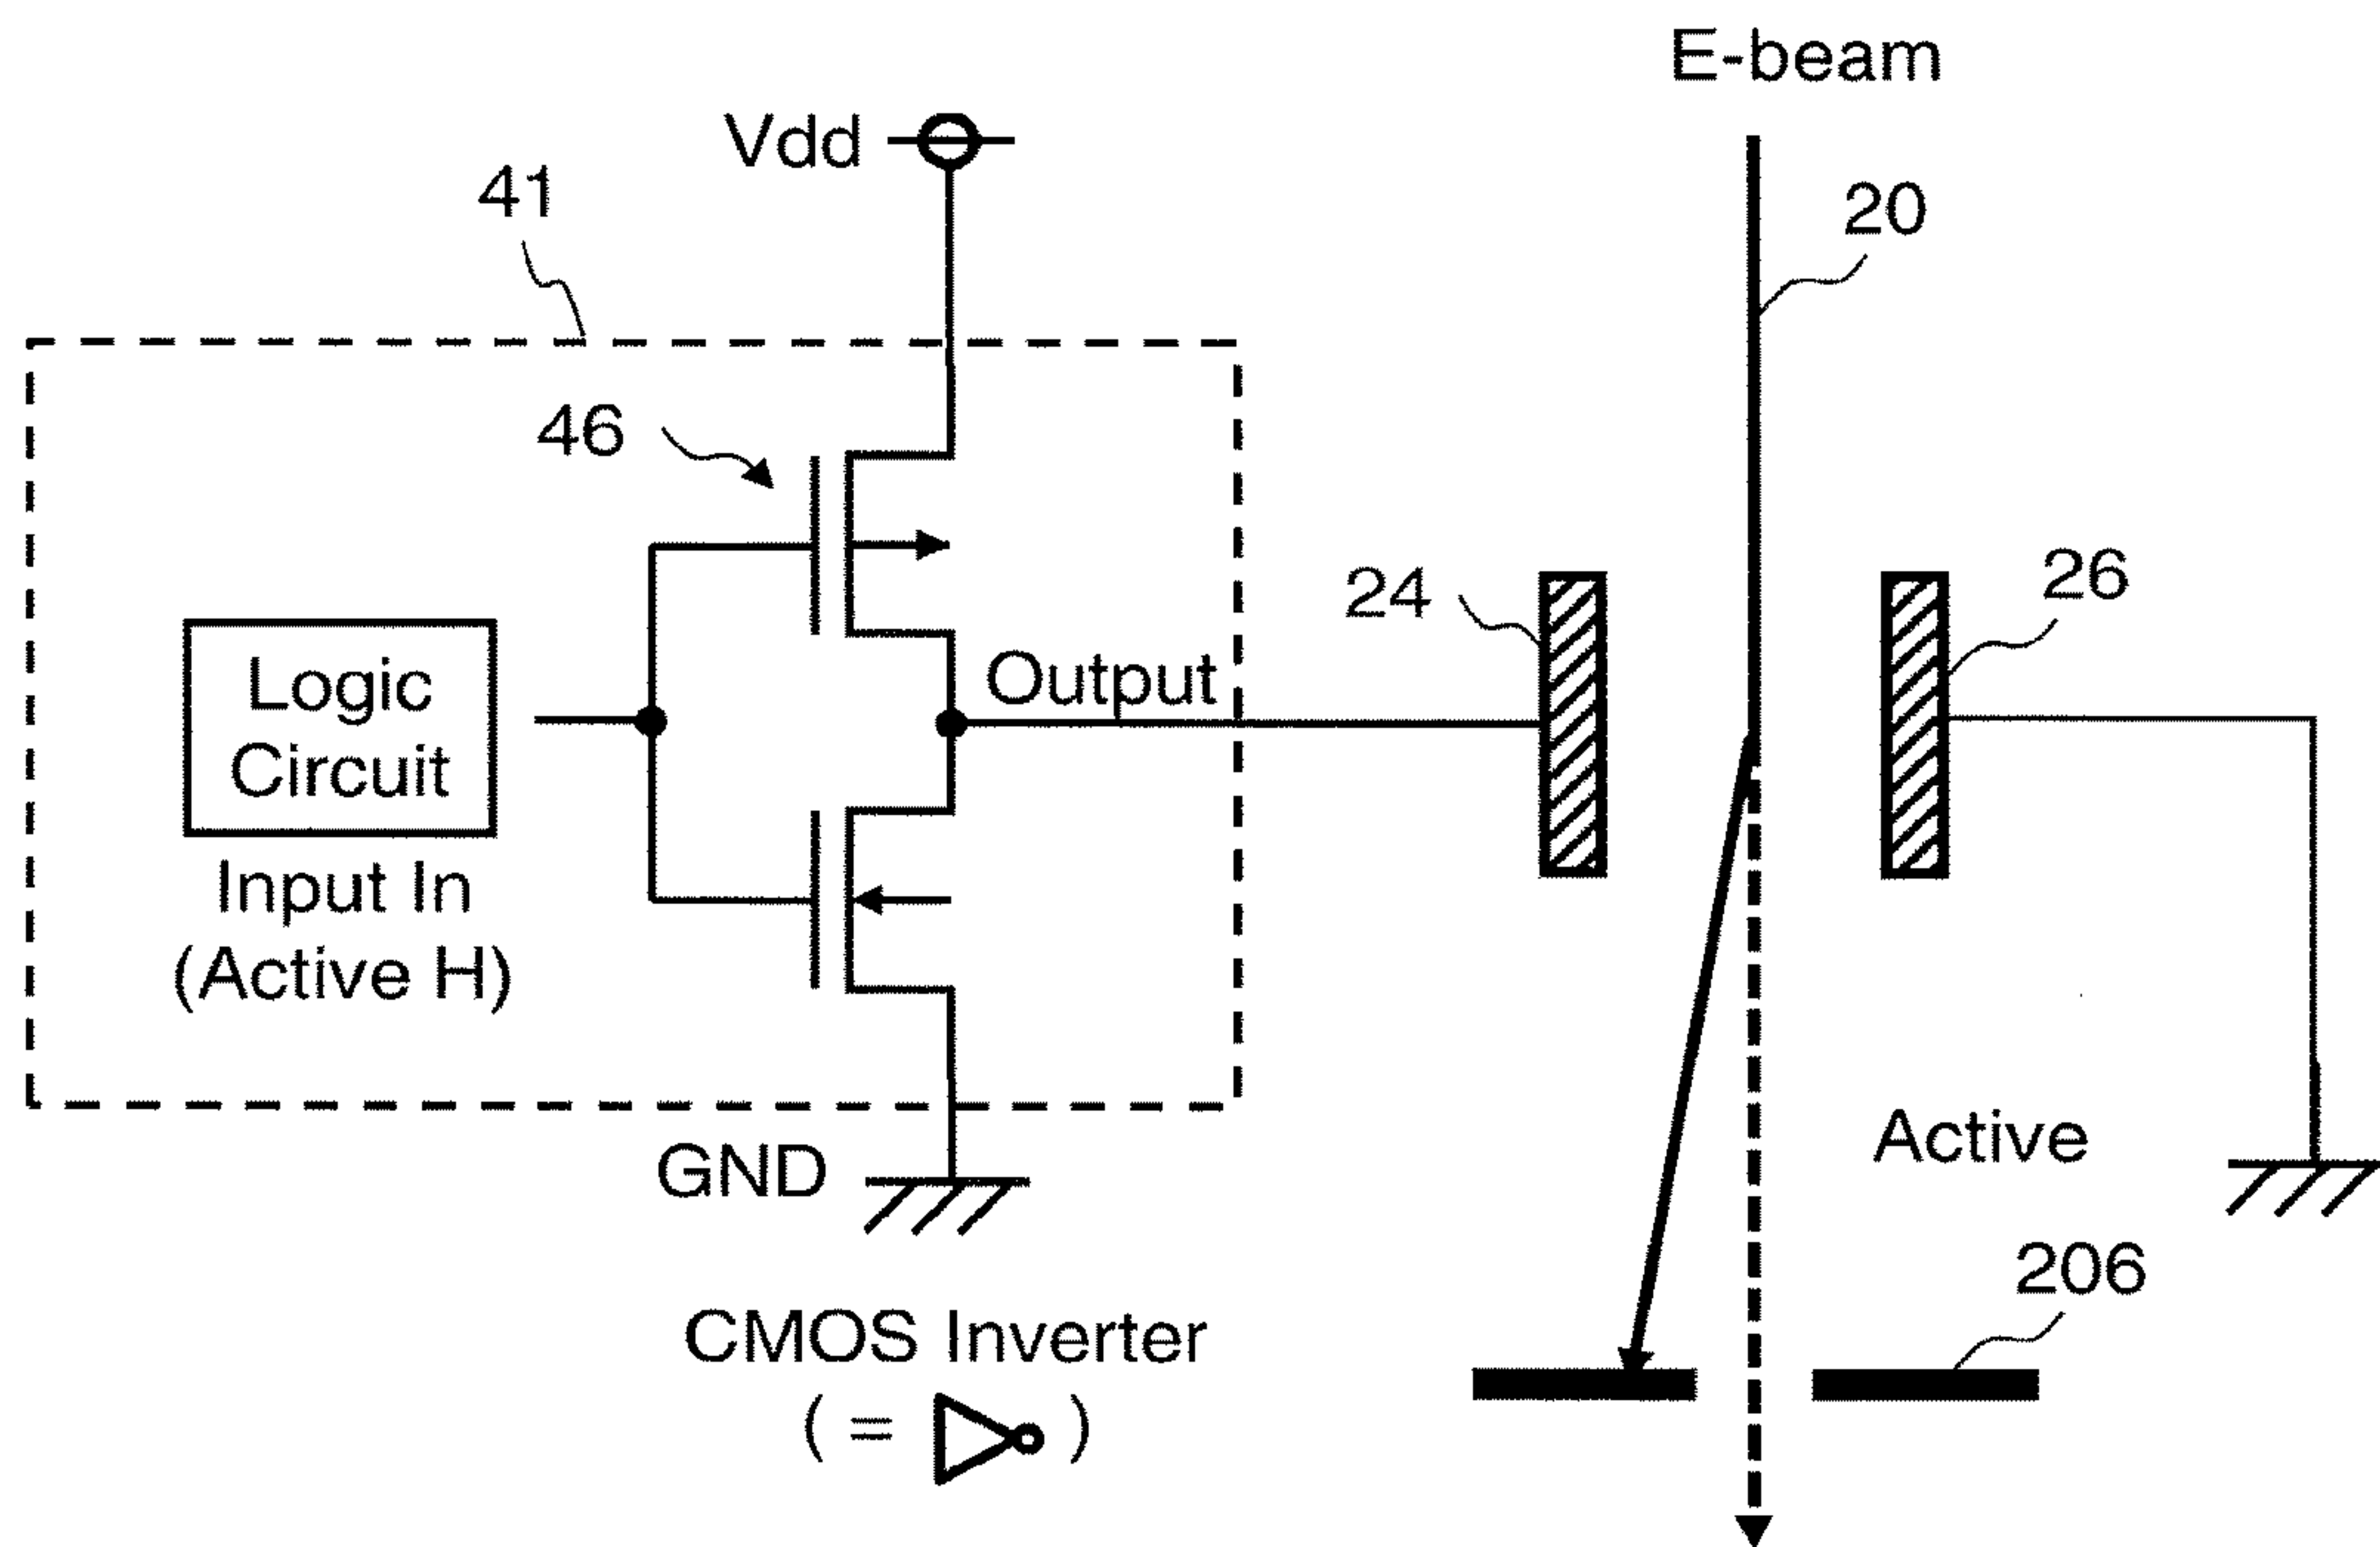 E-beam
Vdd
41
20
46
24
26
Output
Logic
Circuit
Input In
(Active H)
Active
GND
206
CMOS Inverter
( = )